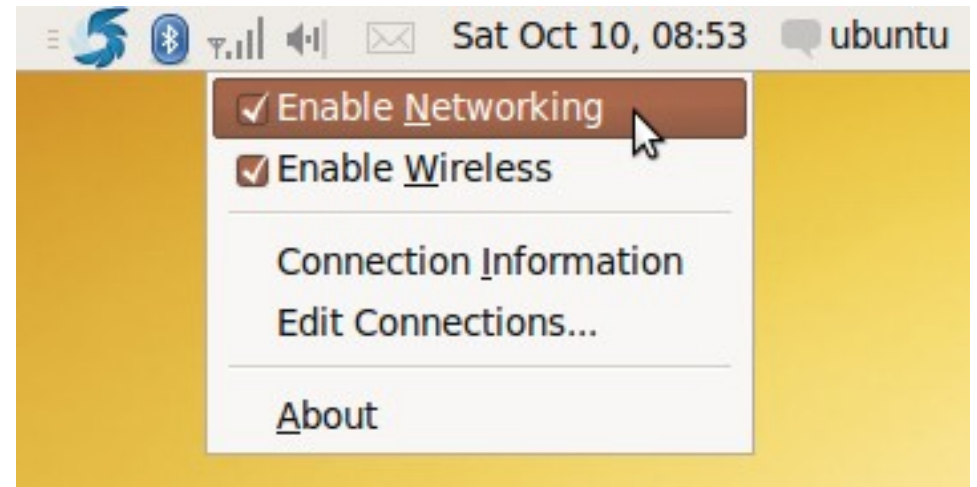 Sat Oct 10, 08:53 ubuntu
Enable Networking
Enable Wireless
Connection Information
Edit Connections...
About